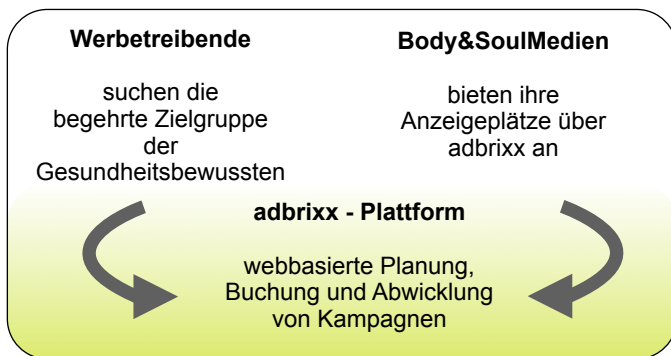 Werbetreibende
suchen die
begehrte Zielgruppe
der
Gesundheitsbewussten
Body&SoulMedien
bieten ihre
Anzeigeplätze über
adbrixx an
adbrixx - Plattform
webbasierte Planung,
Buchung und Abwicklung
von Kampagnen